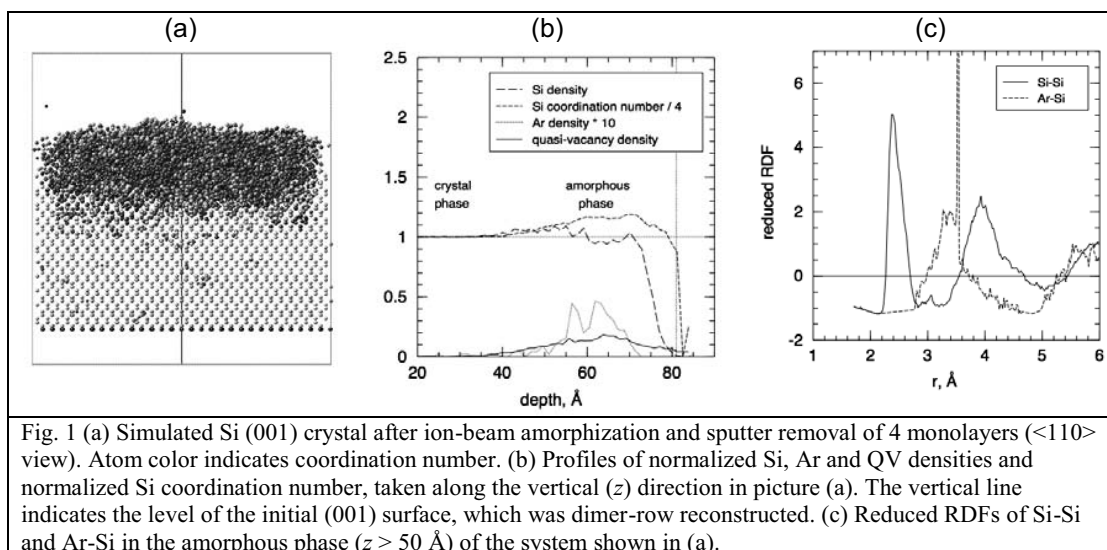 (a)
(b)
(c)
2.5
2
1.5
1
0.5
0
20
40
60
80
depth, Å
Si density
Si coordination number / 4
Ar density * 10
quasi-vacancy density
crystal
phase
amorphous
phase
6
4
2
0
-2
1
2
3
4
5
6
r, Å
reduced RDF
Si-Si
Ar-Si
Fig. 1 (a) Simulated Si (001) crystal after ion-beam amorphization and sputter removal of 4 monolayers (<110>
view). Atom color indicates coordination number. (b) Profiles of normalized Si, Ar and QV densities and
normalized Si coordination number, taken along the vertical (z) direction in picture (a). The vertical line
indicates the level of the initial (001) surface, which was dimer-row reconstructed. (c) Reduced RDFs of Si-Si
and Ar-Si in the amorphous phase (z > 50 Å) of the system shown in (a).